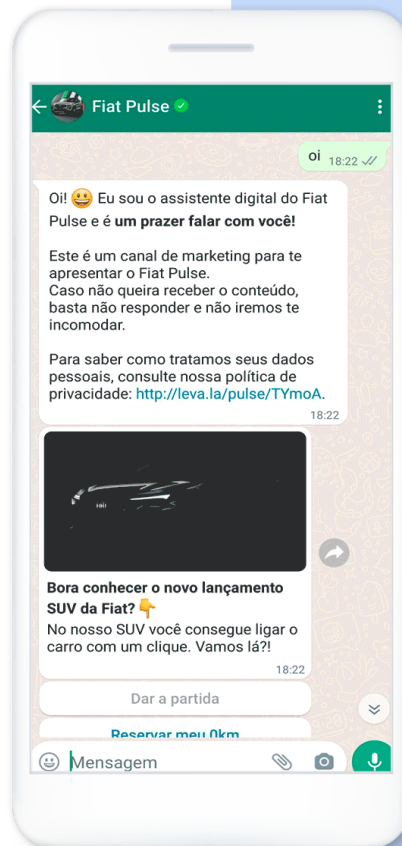 Fiat Pulse
oi 18:22
Oi! 😀 Eu sou o assistente digital do Fiat
Pulse e é um prazer falar com você!
Este é um canal de marketing para te
apresentar o Fiat Pulse.
Caso não queira receber o conteúdo,
basta não responder e não iremos te
incomodar.
Para saber como tratamos seus dados
pessoais, consulte nossa política de
privacidade: http://leva.la/pulse/TYmoA.
18:22
Bora conhecer o novo lançamento
SUV da Fiat? 👇
No nosso SUV você consegue ligar o
carro com um clique. Vamos lá?!
18:22
Dar a partida
Reservar meu 0km
Mensagem